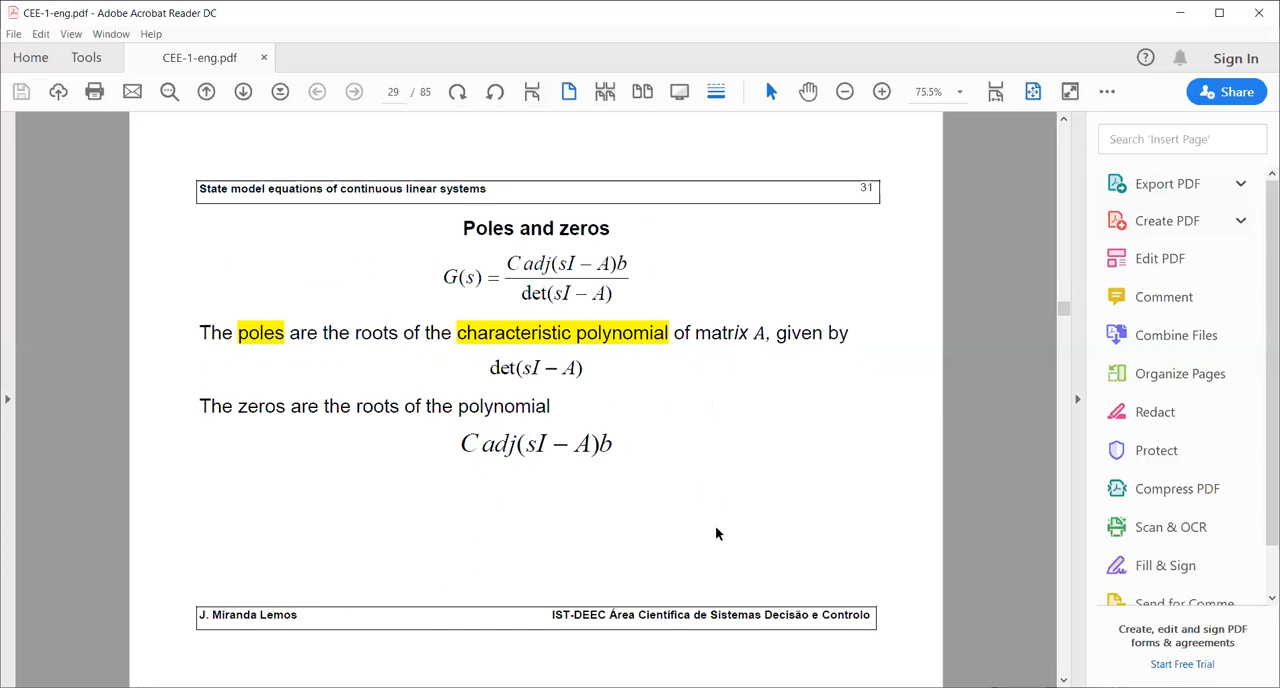 CEE-1-eng.pdf - Adobe Acrobat Reader DC
File Edit View Window Help
Home Tools CEE-1-eng.pdf × Sign In
29 / 85 75.5% Share
Search 'Insert Page'
State model equations of continuous linear systems 31
Poles and zeros
G(s) = C adj(sI − A)b / det(sI − A)
The poles are the roots of the characteristic polynomial of matrix A, given by
det(sI − A)
The zeros are the roots of the polynomial
C adj(sI − A)b
J. Miranda Lemos IST-DEEC Área Científica de Sistemas Decisão e Controlo
Export PDF
Create PDF
Edit PDF
Comment
Combine Files
Organize Pages
Redact
Protect
Compress PDF
Scan & OCR
Fill & Sign
Send for Comme
Create, edit and sign PDF
forms & agreements
Start Free Trial